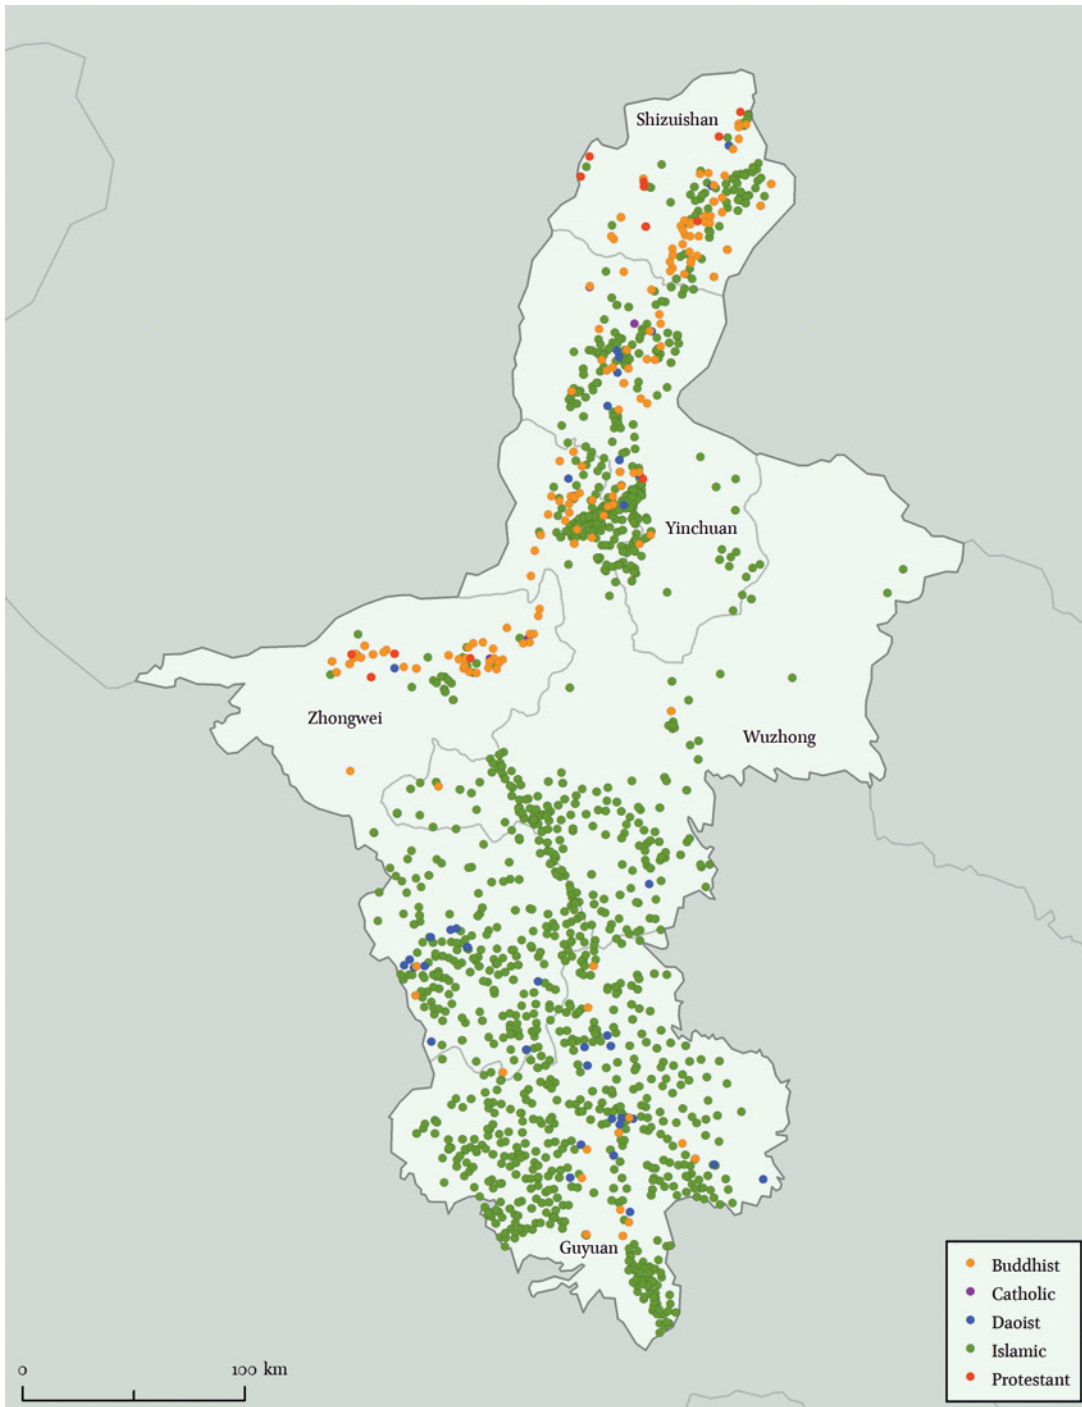 Shizuishan
Yinchuan
Zhongwei
Wuzhong
Guyuan
Buddhist
Catholic
Daoist
Islamic
Protestant
0 100 km